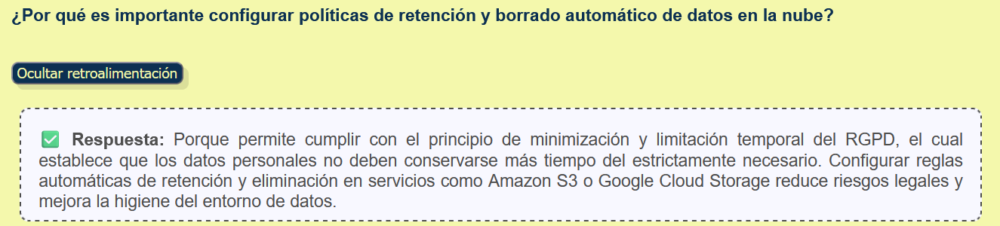 ¿Por qué es importante configurar políticas de retención y borrado automático de datos en la nube?
Ocultar retroalimentación
✅ Respuesta: Porque permite cumplir con el principio de minimización y limitación temporal del RGPD, el cual
establece que los datos personales no deben conservarse más tiempo del estrictamente necesario. Configurar reglas
automáticas de retención y eliminación en servicios como Amazon S3 o Google Cloud Storage reduce riesgos legales y
mejora la higiene del entorno de datos.